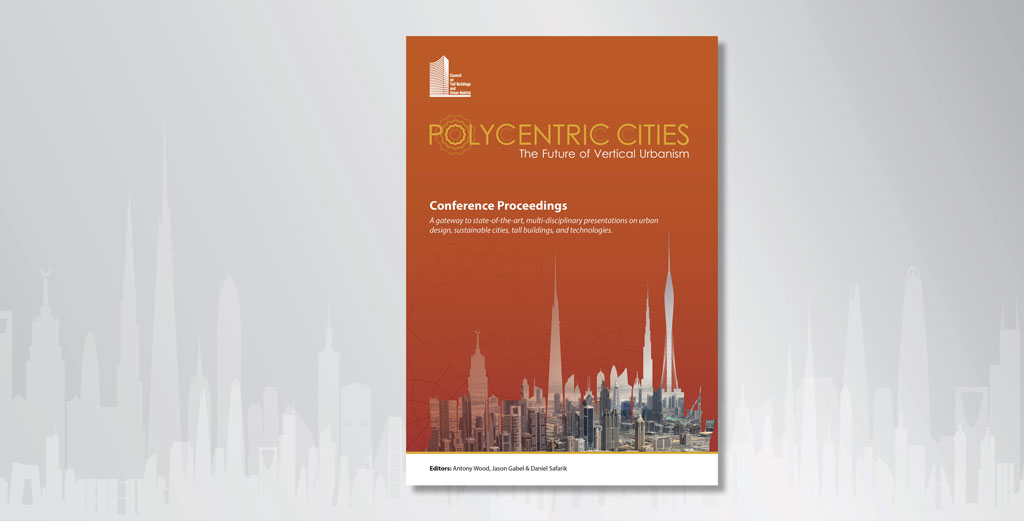 Council
on
Tall Buildings
and
Urban Habitat
POLYCENTRIC CITIES
The Future of Vertical Urbanism
Conference Proceedings
A gateway to state-of-the-art, multi-disciplinary presentations on urban
design, sustainable cities, tall buildings, and technologies.
Editors: Antony Wood, Jason Gabel & Daniel Safarik